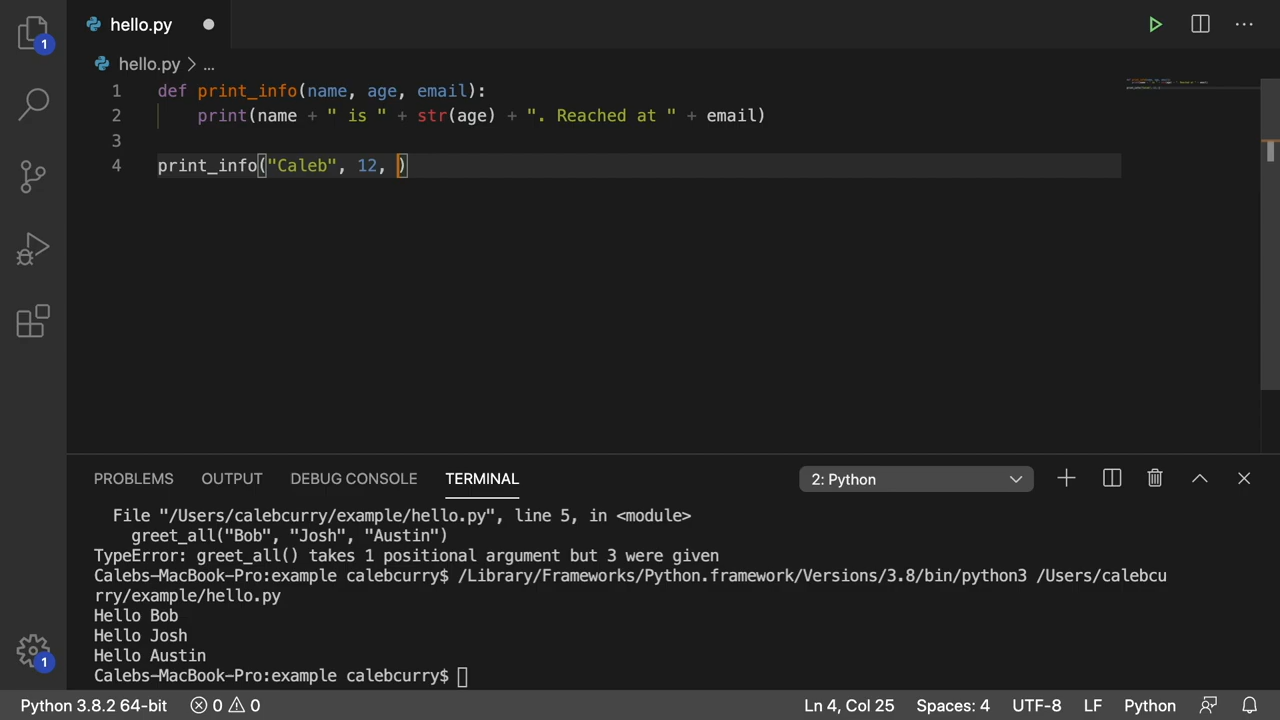 hello.py
1
hello.py > ...
1 def print_info(name, age, email):
2 print(name + " is " + str(age) + ". Reached at " + email)
3
4 print_info("Caleb", 12, )
PROBLEMS OUTPUT DEBUG CONSOLE TERMINAL 2: Python
File "/Users/calebcurry/example/hello.py", line 5, in <module>
greet_all("Bob", "Josh", "Austin")
TypeError: greet_all() takes 1 positional argument but 3 were given
Calebs-MacBook-Pro:example calebcurry$ /Library/Frameworks/Python.framework/Versions/3.8/bin/python3 /Users/calebcu
rry/example/hello.py
Hello Bob
Hello Josh
Hello Austin
Calebs-MacBook-Pro:example calebcurry$
1
Python 3.8.2 64-bit 0 0 Ln 4, Col 25 Spaces: 4 UTF-8 LF Python